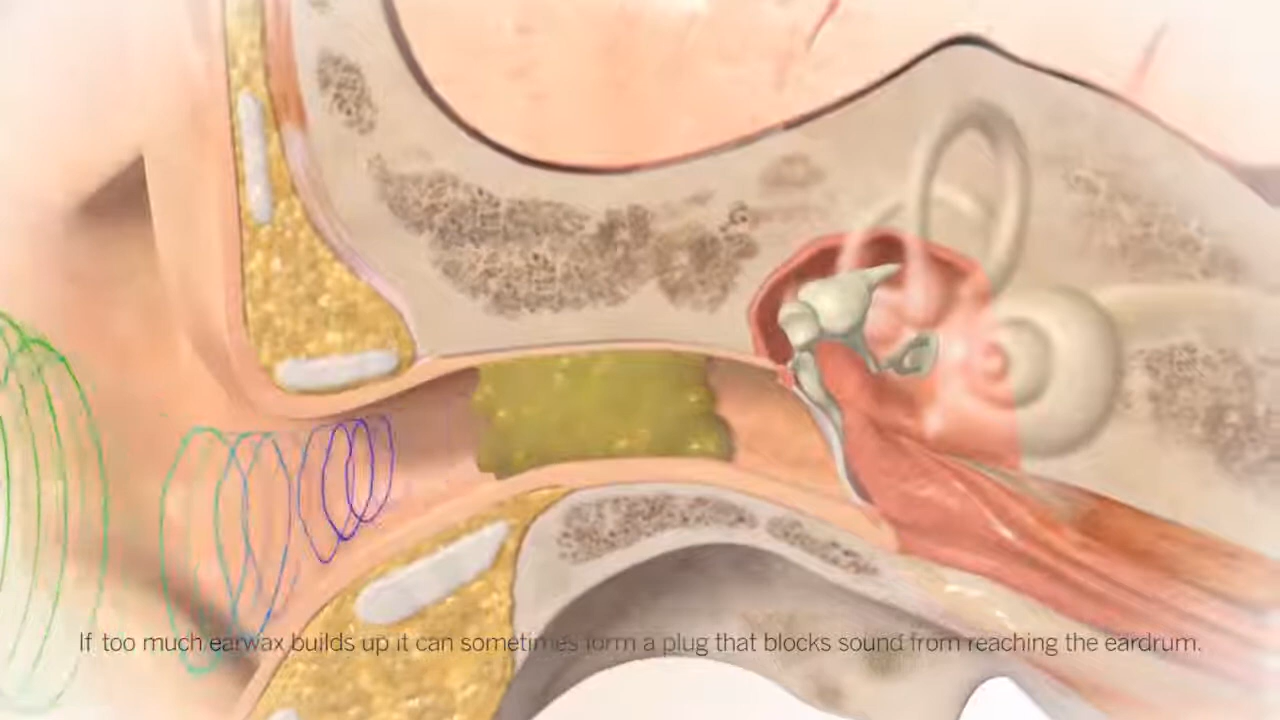 If too much earwax builds up it can sometimes form a plug that blocks sound from reaching the eardrum.